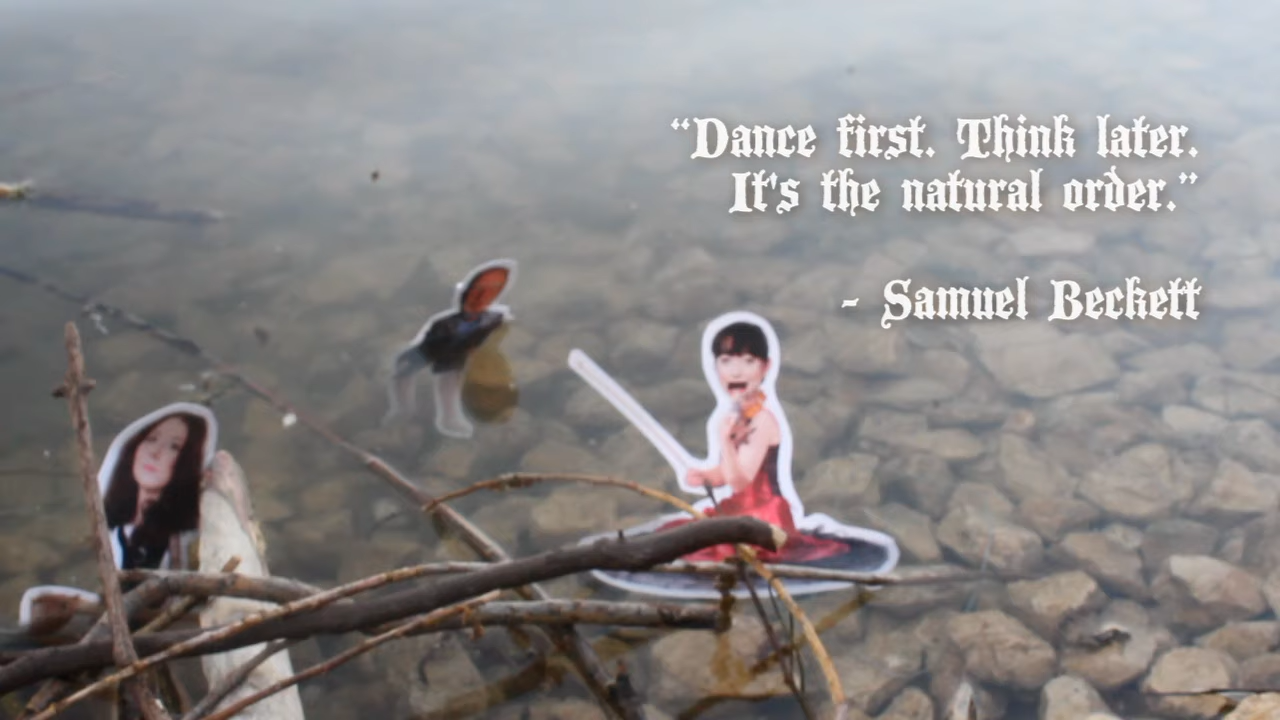 “Dance first. Think later.
It's the natural order.”
- Samuel Beckett